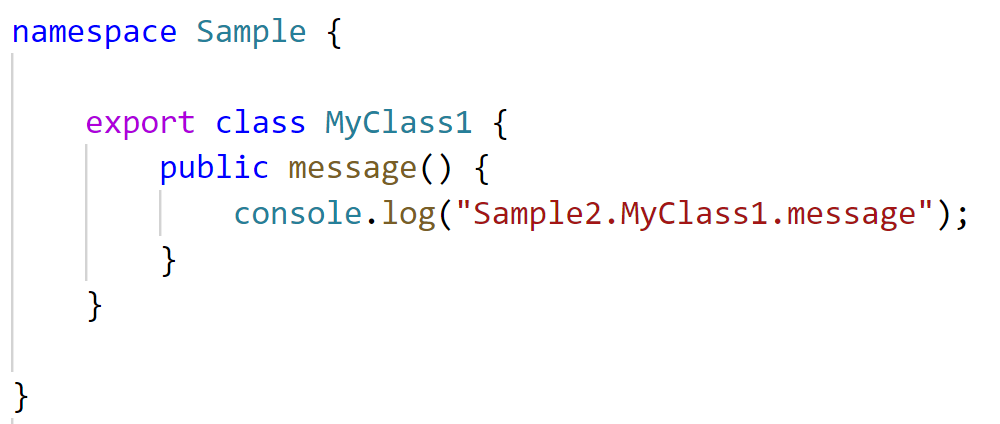 namespace Sample {
export class MyClass1 {
public message() {
console.log("Sample2.MyClass1.message");
}
}
}